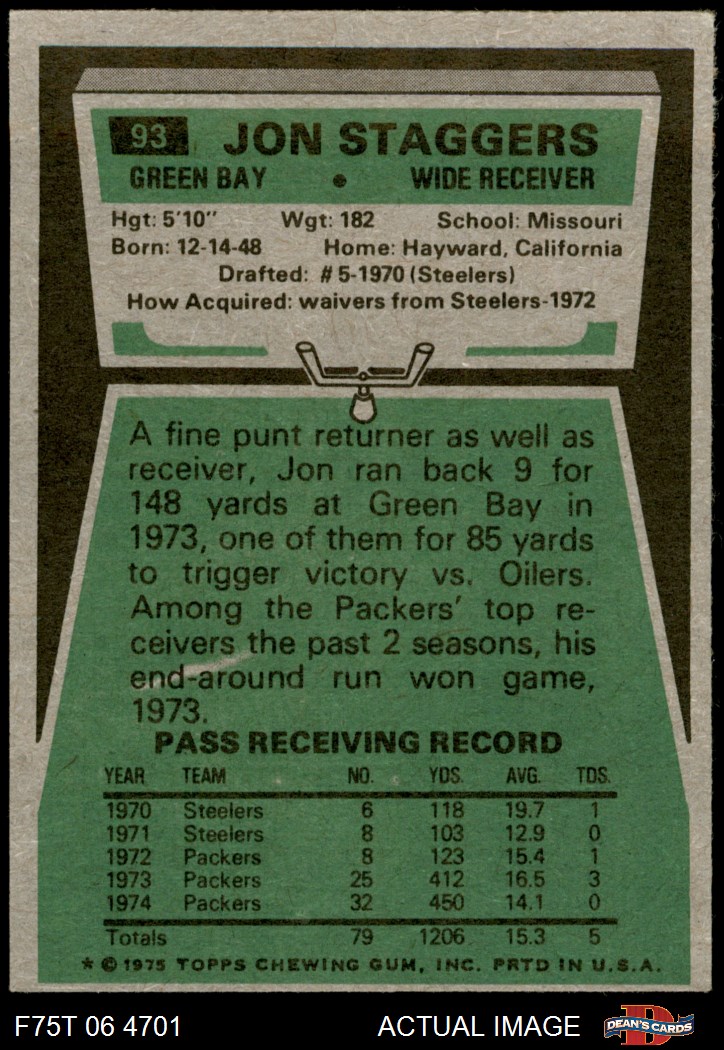 93 JON STAGGERS
GREEN BAY • WIDE RECEIVER
Hgt: 5'10" Wgt: 182 School: Missouri
Born: 12-14-48 Home: Hayward, California
Drafted: #5-1970 (Steelers)
How Acquired: waivers from Steelers-1972
A fine punt returner as well as
receiver, Jon ran back 9 for
148 yards at Green Bay in
1973, one of them for 85 yards
to trigger victory vs. Oilers.
Among the Packers' top re-
ceivers the past 2 seasons, his
end-around run won game,
1973.
PASS RECEIVING RECORD
YEAR TEAM NO. YDS. AVG. TDS.
1970 Steelers 6 118 19.7 1
1971 Steelers 8 103 12.9 0
1972 Packers 8 123 15.4 1
1973 Packers 25 412 16.5 3
1974 Packers 32 450 14.1 0
Totals 79 1206 15.3 5
* © 1975 TOPPS CHEWING GUM, INC. PRTD IN U.S.A.
F75T 06 4701 ACTUAL IMAGE DEAN'S CARDS